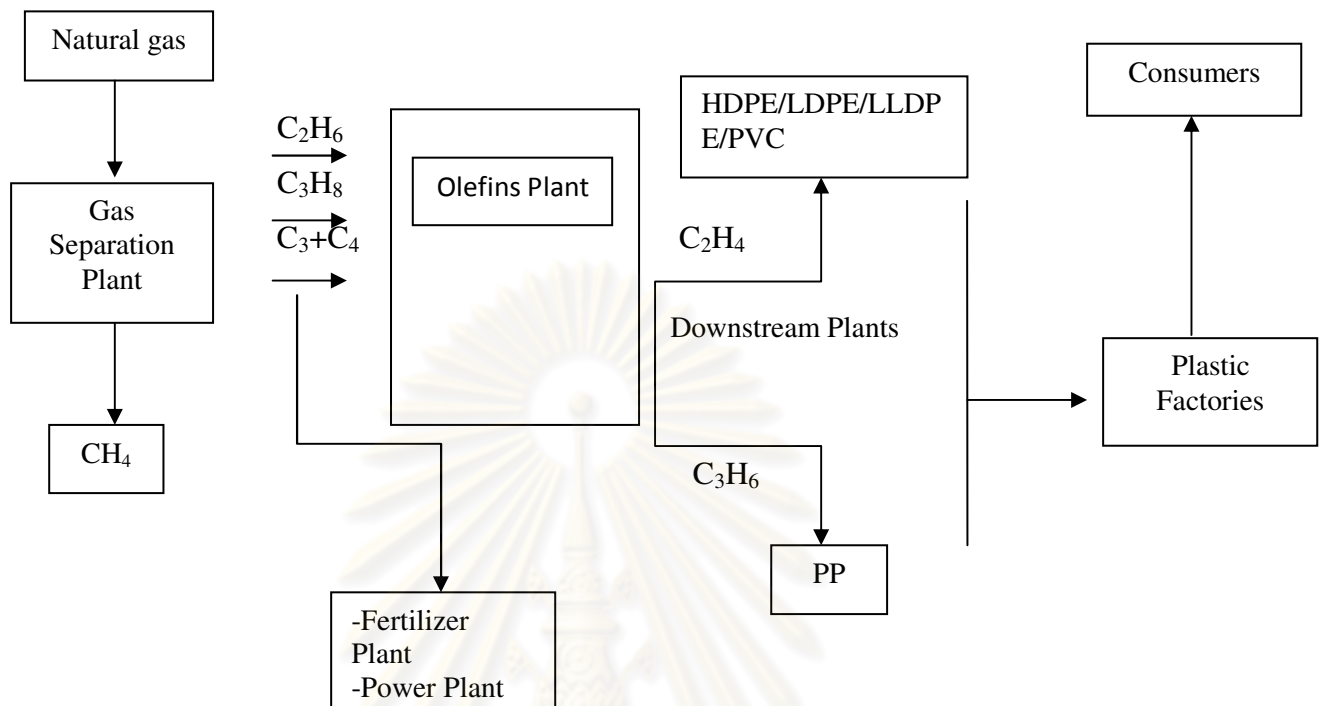 Natural gas
Gas
Separation
Plant
CH₄
C₂H₆
C₃H₈
C₃+C₄
Olefins Plant
-Fertilizer
Plant
-Power Plant
HDPE/LDPE/LLDP
E/PVC
C₂H₄
Downstream Plants
C₃H₆
PP
Consumers
Plastic
Factories